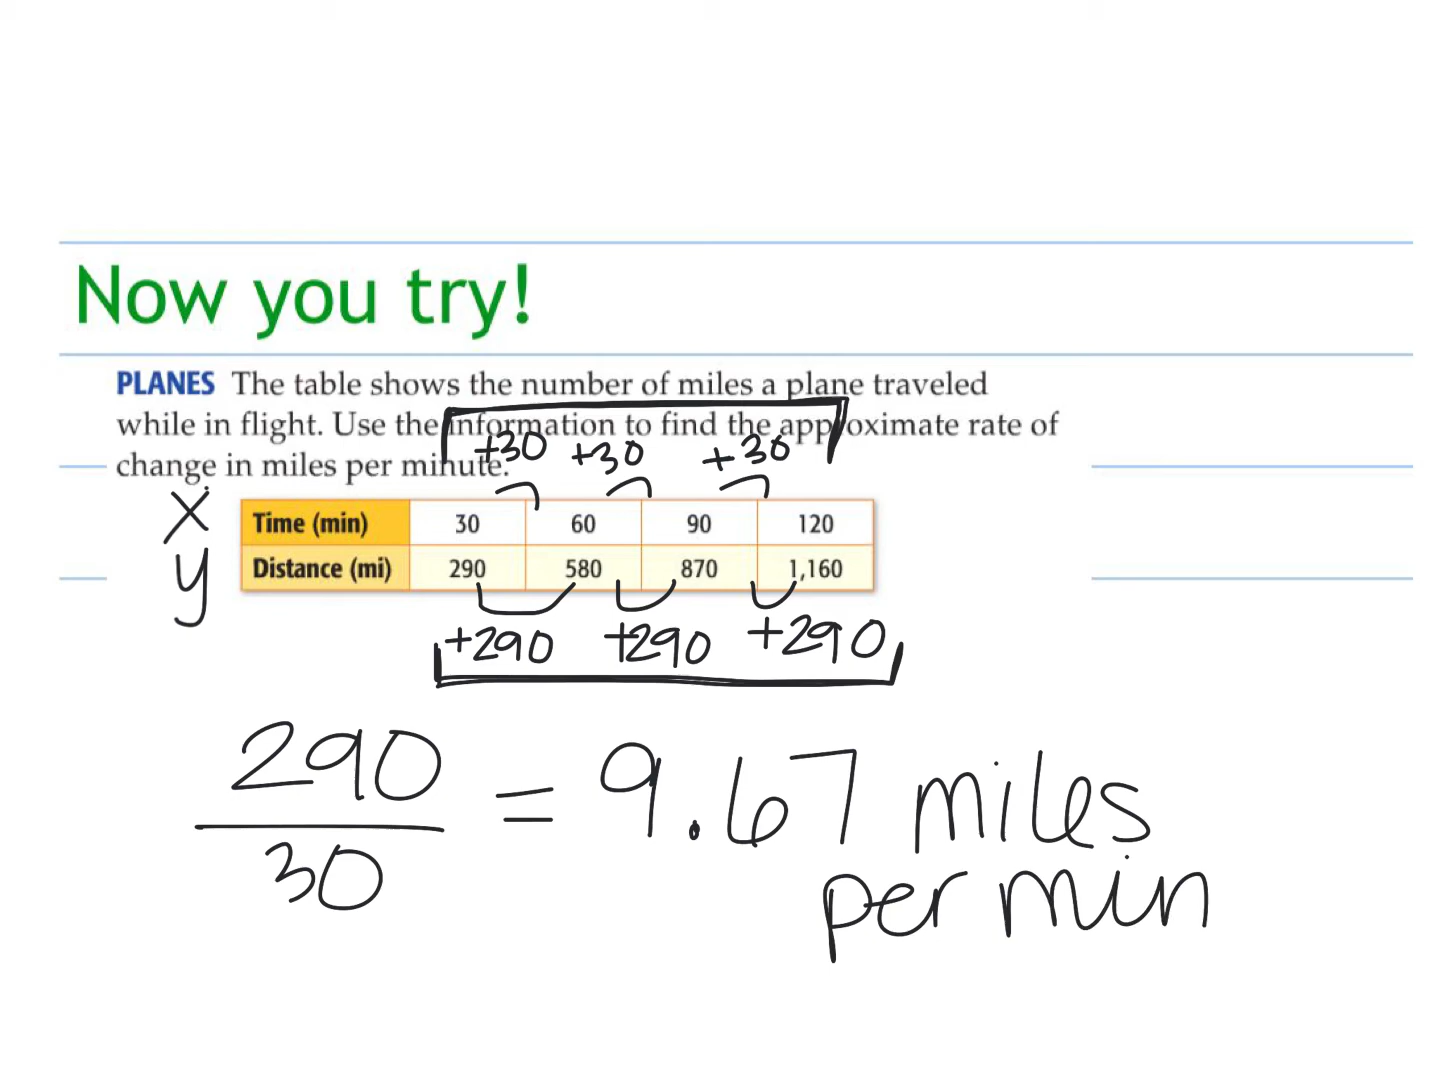 Now you try!
PLANES The table shows the number of miles a plane traveled
while in flight. Use the information to find the approximate rate of
change in miles per minute.
+30 +30 +30
x Time (min) 30 60 90 120
y Distance (mi) 290 580 870 1,160
+290 +290 +290
290
30
= 9.67 miles
per min